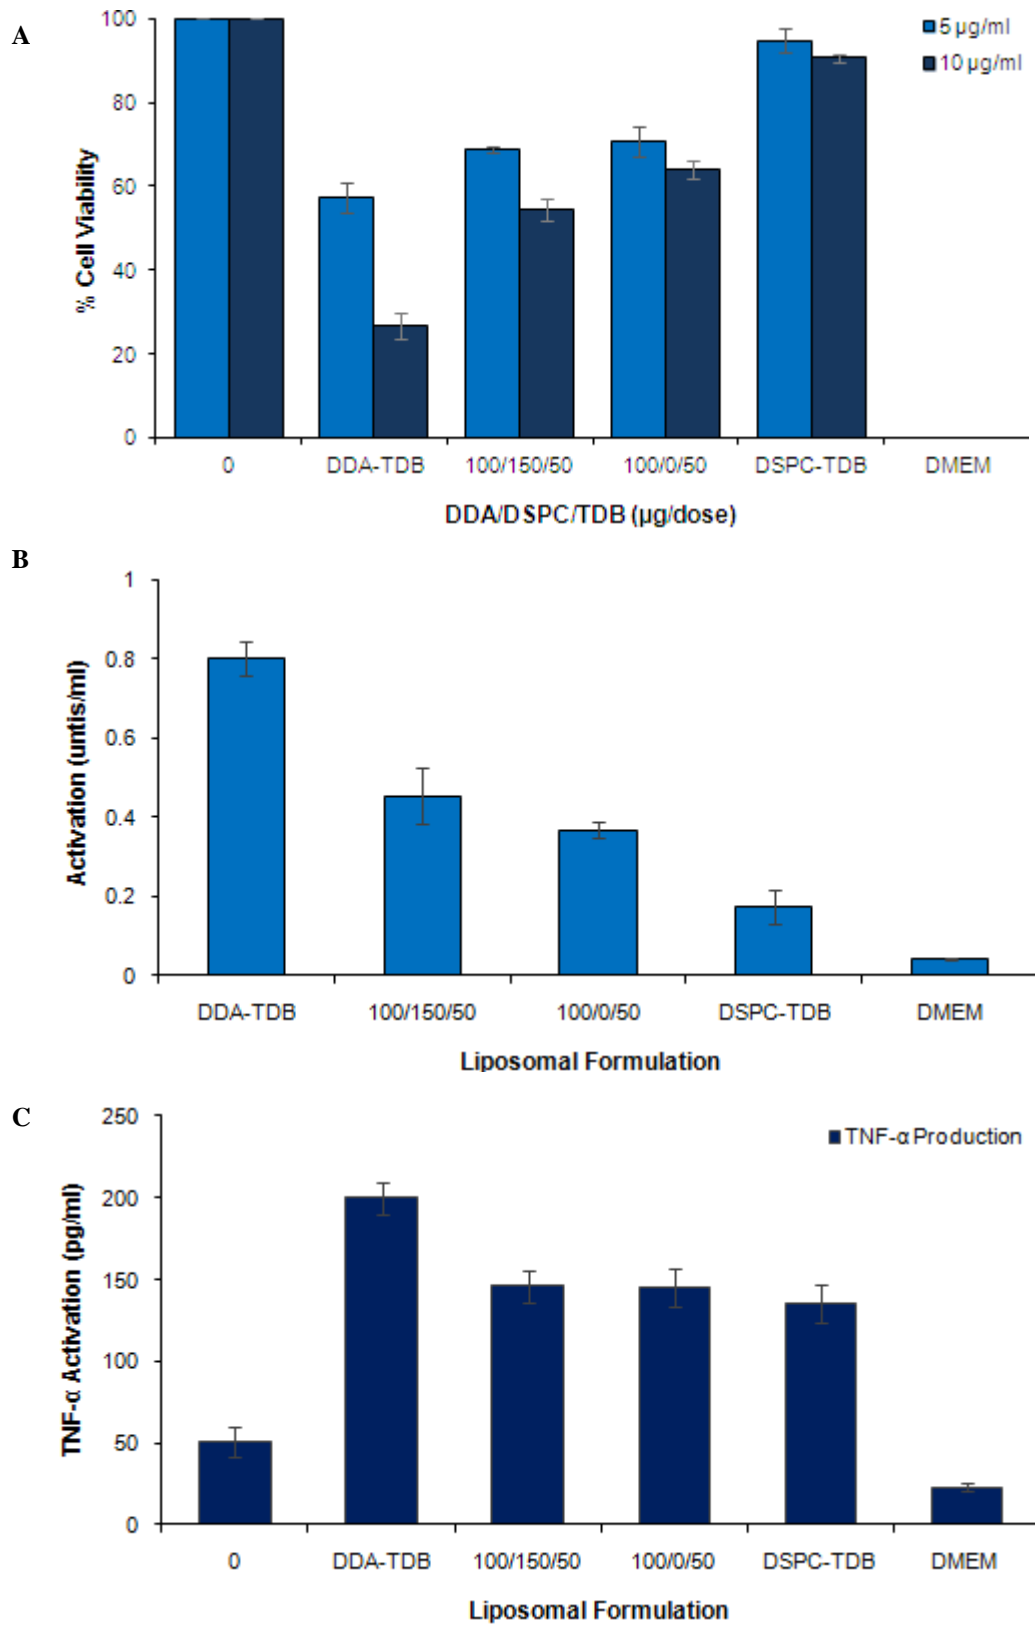 A
100
80
60
40
20
0
% Cell Viability
5 µg/ml
10 µg/ml
0 DDA-TDB 100/150/50 100/0/50 DSPC-TDB DMEM
DDA/DSPC/TDB (µg/dose)
B
1
0.8
0.6
0.4
0.2
0
Activation (untis/ml)
DDA-TDB 100/150/50 100/0/50 DSPC-TDB DMEM
Liposomal Formulation
C
250
200
150
100
50
0
TNF-α Activation (pg/ml)
TNF-α Production
0 DDA-TDB 100/150/50 100/0/50 DSPC-TDB DMEM
Liposomal Formulation